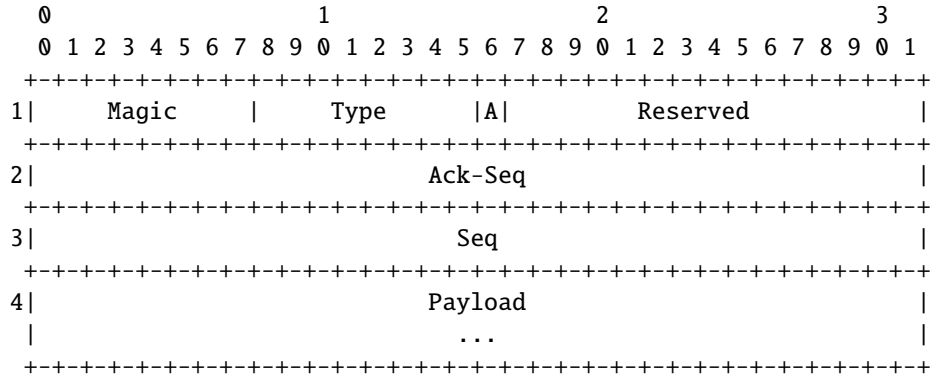 0                   1                   2                   3
  0 1 2 3 4 5 6 7 8 9 0 1 2 3 4 5 6 7 8 9 0 1 2 3 4 5 6 7 8 9 0 1
 +-+-+-+-+-+-+-+-+-+-+-+-+-+-+-+-+-+-+-+-+-+-+-+-+-+-+-+-+-+-+-+-+
1|     Magic     |     Type      |A|         Reserved            |
 +-+-+-+-+-+-+-+-+-+-+-+-+-+-+-+-+-+-+-+-+-+-+-+-+-+-+-+-+-+-+-+-+
2|                            Ack-Seq                            |
 +-+-+-+-+-+-+-+-+-+-+-+-+-+-+-+-+-+-+-+-+-+-+-+-+-+-+-+-+-+-+-+-+
3|                              Seq                              |
 +-+-+-+-+-+-+-+-+-+-+-+-+-+-+-+-+-+-+-+-+-+-+-+-+-+-+-+-+-+-+-+-+
4|                            Payload                            |
 |                              ...                              |
 +-+-+-+-+-+-+-+-+-+-+-+-+-+-+-+-+-+-+-+-+-+-+-+-+-+-+-+-+-+-+-+-+